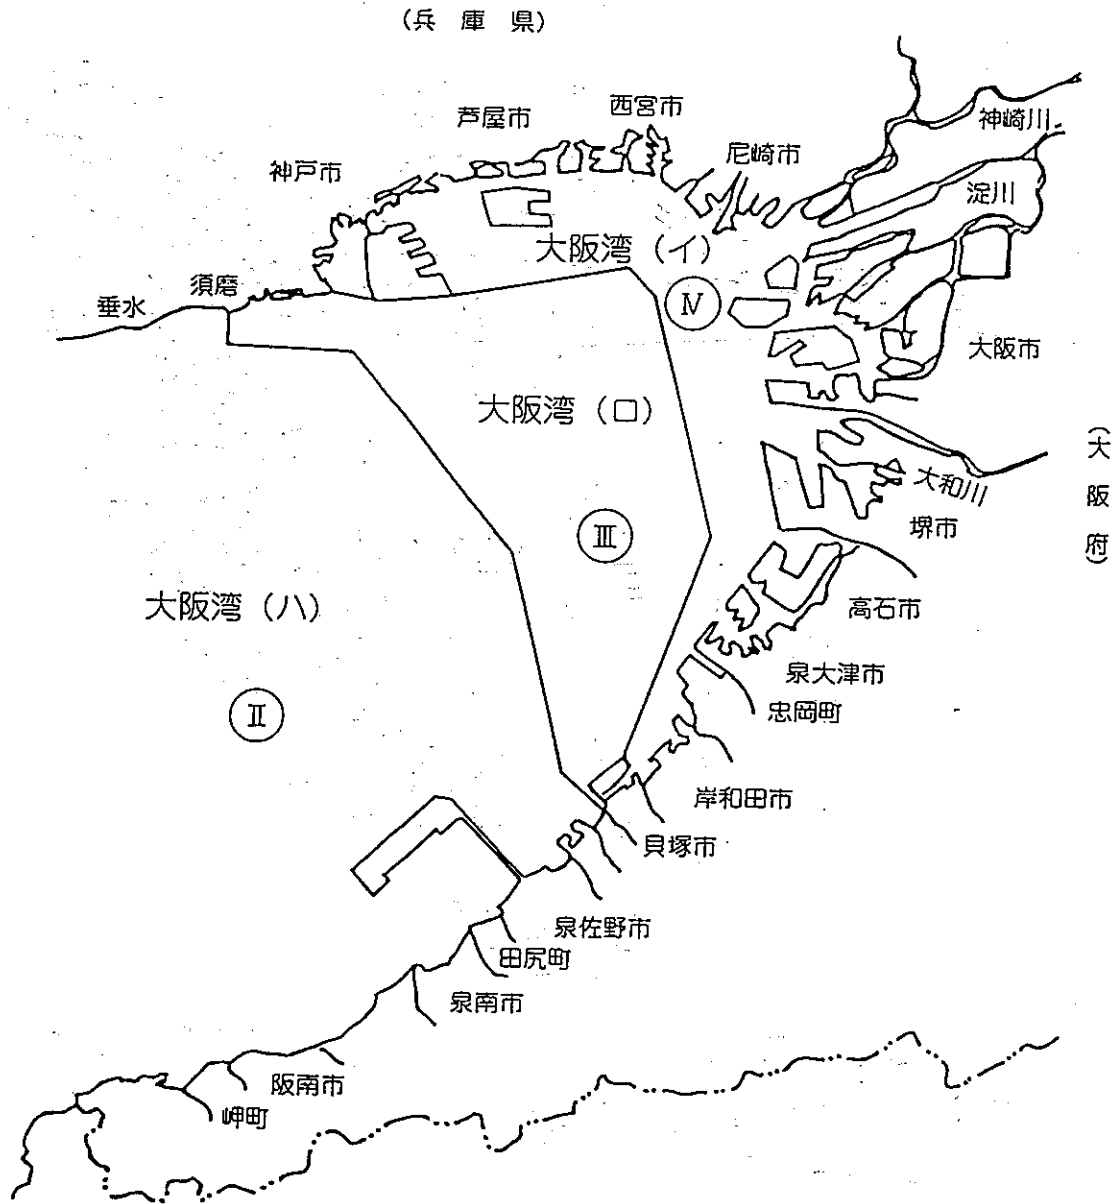 (兵庫県)
西宮市
芦屋市
神崎川
尼崎市
神戸市
淀川
大阪湾(イ)
須磨
Ⅳ
垂水
大阪市
大阪湾(ロ)
(大阪府)
大和川
堺市
Ⅲ
大阪湾(ハ)
高石市
泉大津市
Ⅱ
忠岡町
岸和田市
貝塚市
泉佐野市
田尻町
泉南市
阪南市
岬町